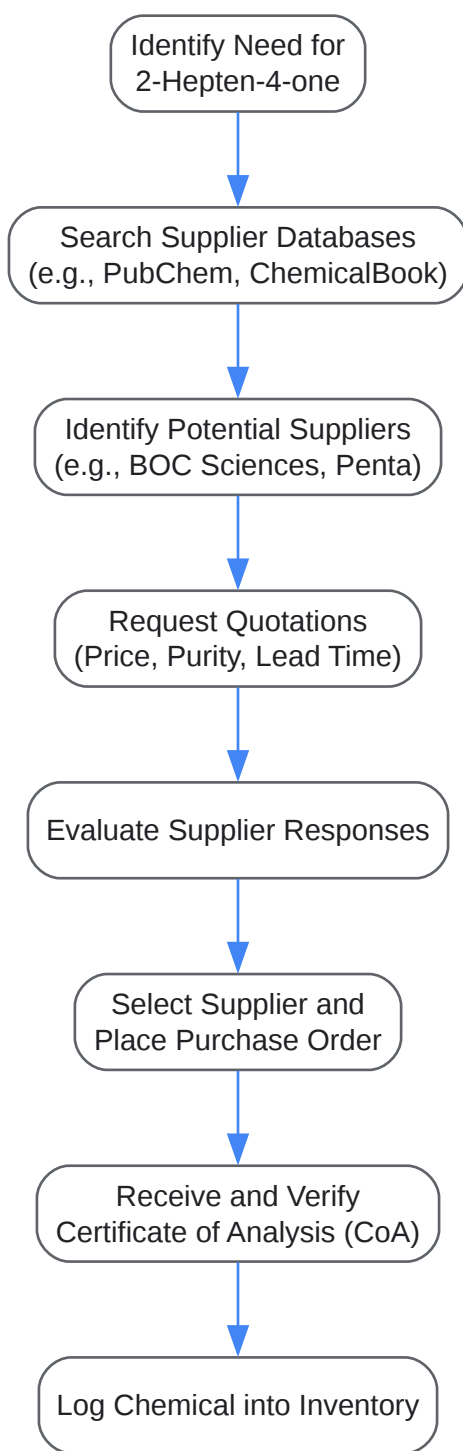 Identify Need for
2-Hepten-4-one
Search Supplier Databases
(e.g., PubChem, ChemicalBook)
Identify Potential Suppliers
(e.g., BOC Sciences, Penta)
Request Quotations
(Price, Purity, Lead Time)
Evaluate Supplier Responses
Select Supplier and
Place Purchase Order
Receive and Verify
Certificate of Analysis (CoA)
Log Chemical into Inventory